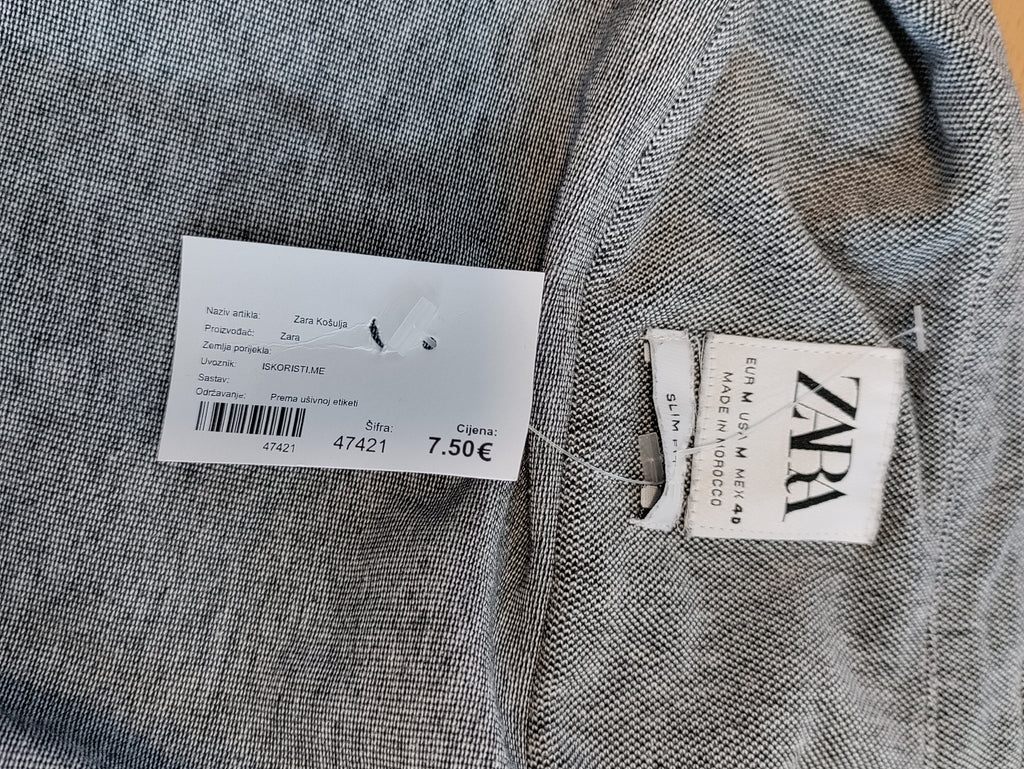 Naziv artikla: Zara Košulja
Proizvođač: Zara
Zemlja porijekla:
Uvoznik: ISKORISTI.ME
Sastav:
Održavanje: Prema ušivnoj etiketi
47421
Šifra:
47421
Cijena:
7.50€
SLIM
ZARA
EUR M USA M MEX 40
MADE IN MOROCCO